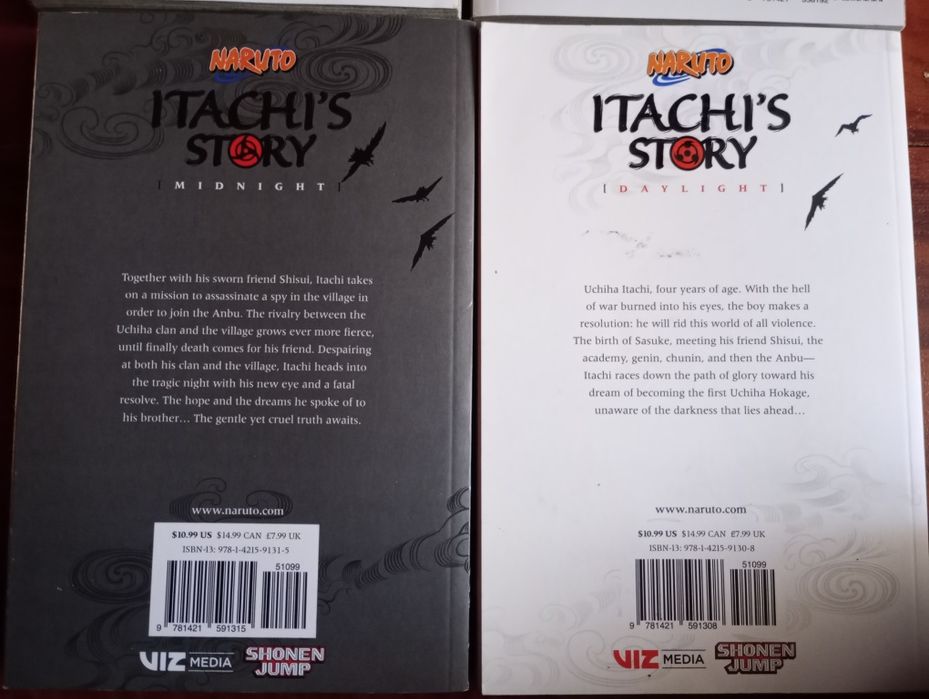 NARUTO
ITACHI'S
STORY
[ MIDNIGHT ]
Together with his sworn friend Shisui, Itachi takes
on a mission to assassinate a spy in the village in
order to join the Anbu. The rivalry between the
Uchiha clan and the village grows ever more fierce,
until finally death comes for his friend. Despairing
at both his clan and the village, Itachi heads into
the tragic night with his new eye and a fatal
resolve. The hope and the dreams he spoke of to
his brother... The gentle yet cruel truth awaits.
www.naruto.com
$10.99 US $14.99 CAN £7.99 UK
ISBN-13: 978-1-4215-9131-5
51099
9 781421 591315
VIZ MEDIA
SHONEN
JUMP
NARUTO
ITACHI'S
STORY
[ DAYLIGHT ]
Uchiha Itachi, four years of age. With the hell
of war burned into his eyes, the boy makes a
resolution: he will rid this world of all violence.
The birth of Sasuke, meeting his friend Shisui, the
academy, genin, chunin, and then the Anbu—
Itachi races down the path of glory toward his
dream of becoming the first Uchiha Hokage,
unaware of the darkness that lies ahead...
www.naruto.com
$10.99 US $14.99 CAN £7.99 UK
ISBN-13: 978-1-4215-9130-8
51099
9 781421 591308
VIZ MEDIA
SHONEN
JUMP